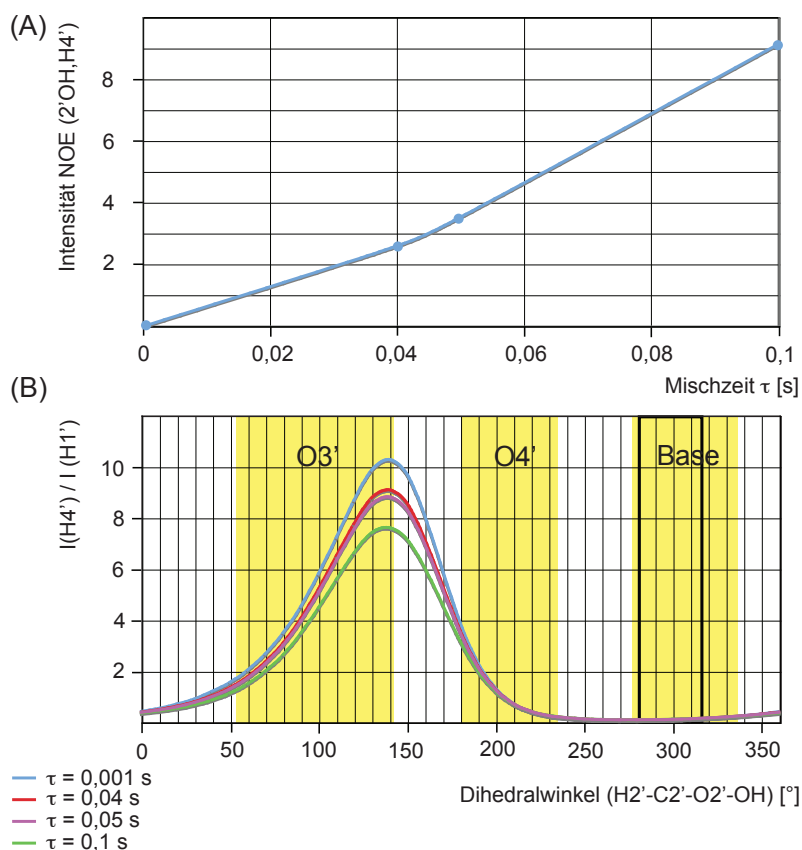 (A)
Intensität NOE (2'OH,H4')
8
6
4
2
0
0,02
0,04
0,06
0,08
0,1
Mischzeit τ [s]
(B)
I(H4') / I (H1')
10
8
6
4
2
O3'
O4'
Base
0
50
100
150
200
250
300
350
Dihedralwinkel (H2'-C2'-O2'-OH) [°]
τ = 0,001 s
τ = 0,04 s
τ = 0,05 s
τ = 0,1 s